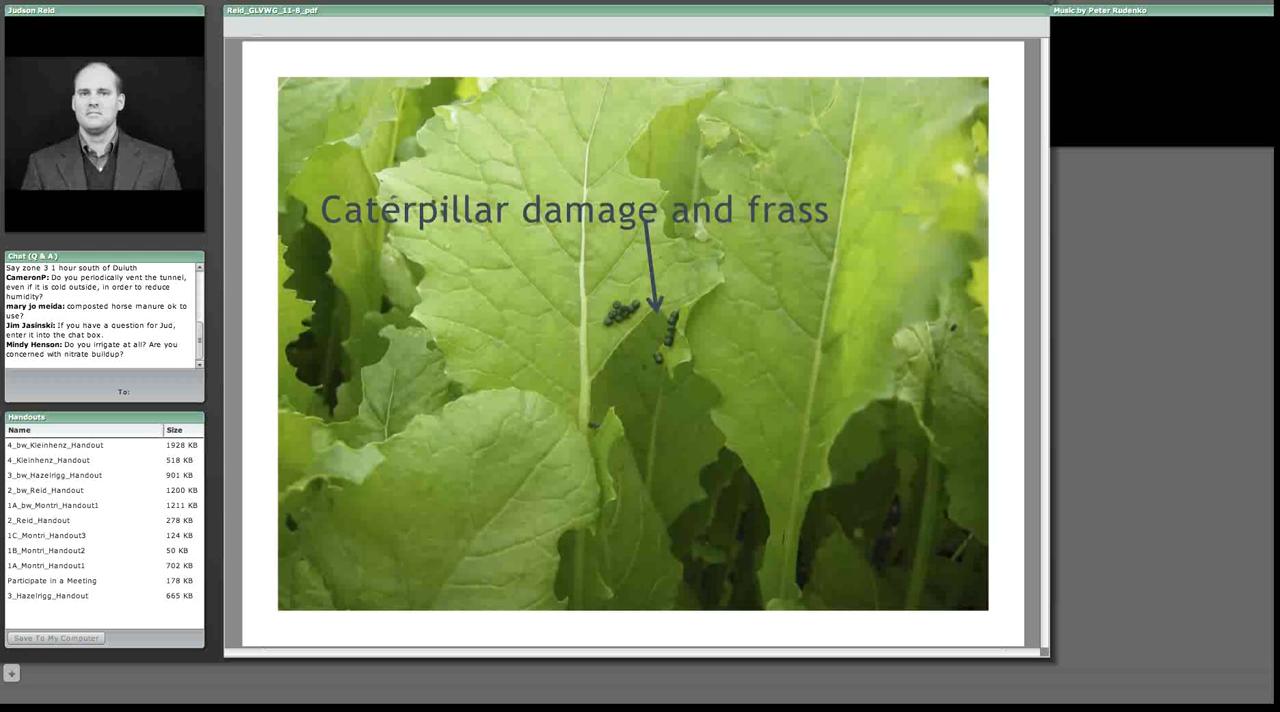 Judson Reid
Reid_GLVWG_11-8_pdf
Music by Peter Rudenko
Caterpillar damage and frass
Chat (Q & A)
Say zone 3 1 hour south of Duluth
CameronP: Do you periodically vent the tunnel,
even if it is cold outside, in order to reduce
humidity?
mary jo meida: composted horse manure ok to
use?
Jim Jasinski: If you have a question for Jud,
enter it into the chat box.
Mindy Henson: Do you irrigate at all? Are you
concerned with nitrate buildup?
To:
Handouts
Name Size
4_bw_Kleinhenz_Handout 1928 KB
4_Kleinhenz_Handout 518 KB
3_bw_Hazelrigg_Handout 901 KB
2_bw_Reid_Handout 1200 KB
1A_bw_Montri_Handout1 1211 KB
2_Reid_Handout 278 KB
1C_Montri_Handout3 124 KB
1B_Montri_Handout2 50 KB
1A_Montri_Handout1 702 KB
Participate in a Meeting 178 KB
3_Hazelrigg_Handout 665 KB
Save To My Computer